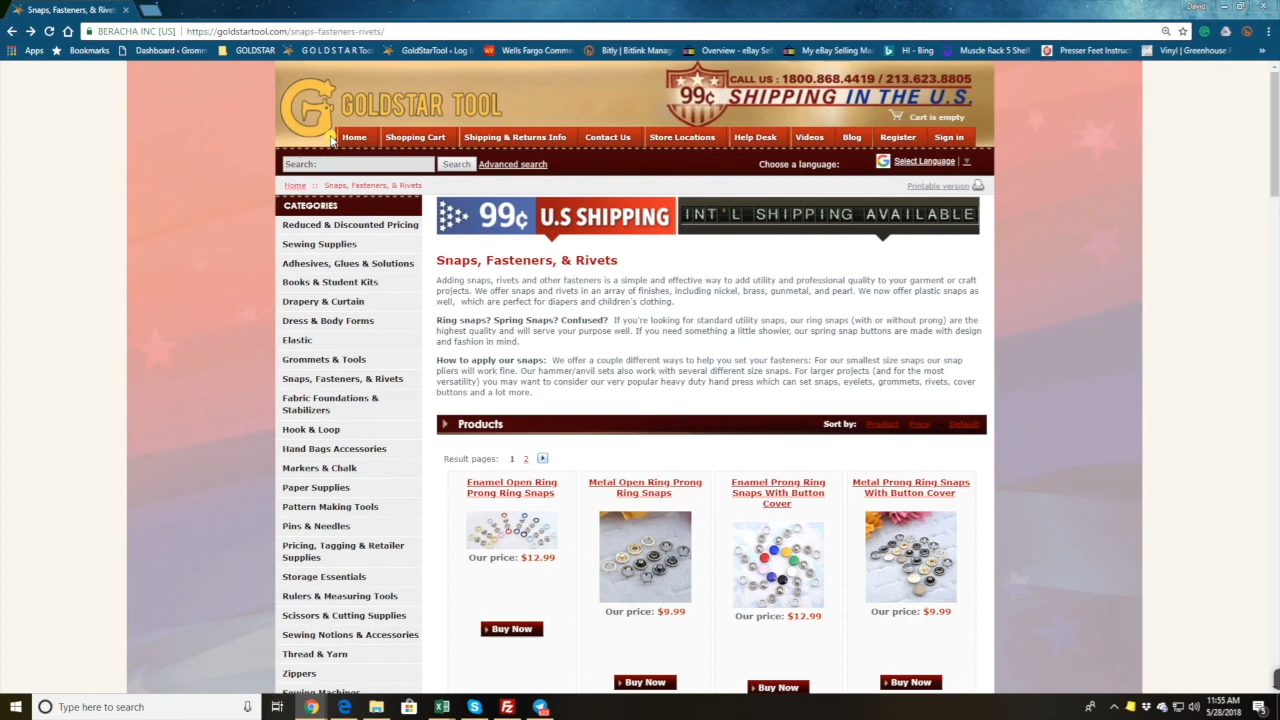 Snaps, Fasteners, & Rivet
David
BERACHA INC [US] | https://goldstartool.com/snaps-fasteners-rivets/
Apps
Bookmarks
Dashboard ‹ Gromm
GOLDSTAR
G O L D S T A R Tool
GoldstarTool ‹ Log In
Wells Fargo Comme
Bitly | Bitlink Manage
Overview - eBay Sel
My eBay Selling Ma
HI - Bing
Muscle Rack 5 Shelf
Presser Feet Instruct
Vinyl | Greenhouse F
GOLDSTAR TOOL
CALL US : 1800.868.4419 / 213.623.8805
99¢ SHIPPING IN THE U.S.
Cart is empty
Home
Shopping Cart
Shipping & Returns Info
Contact Us
Store Locations
Help Desk
Videos
Blog
Register
Sign in
Search:
Search
Advanced search
Choose a language:
Select Language
Home :: Snaps, Fasteners, & Rivets
Printable version
CATEGORIES
Reduced & Discounted Pricing
Sewing Supplies
Adhesives, Glues & Solutions
Books & Student Kits
Drapery & Curtain
Dress & Body Forms
Elastic
Grommets & Tools
Snaps, Fasteners, & Rivets
Fabric Foundations &
Stabilizers
Hook & Loop
Hand Bags Accessories
Markers & Chalk
Paper Supplies
Pattern Making Tools
Pins & Needles
Pricing, Tagging & Retailer
Supplies
Storage Essentials
Rulers & Measuring Tools
Scissors & Cutting Supplies
Sewing Notions & Accessories
Thread & Yarn
Zippers
Sewing Machines
99¢ U.S SHIPPING
INT'L SHIPPING AVAILABLE
Snaps, Fasteners, & Rivets
Adding snaps, rivets and other fasteners is a simple and effective way to add utility and professional quality to your garment or craft
projects. We offer snaps and rivets in an array of finishes, including nickel, brass, gunmetal, and pearl. We now offer plastic snaps as
well, which are perfect for diapers and children's clothing.
Ring snaps? Spring Snaps? Confused? If you're looking for standard utility snaps, our ring snaps (with or without prong) are the
highest quality and will serve your purpose well. If you need something a little showier, our spring snap buttons are made with design
and fashion in mind.
How to apply our snaps: We offer a couple different ways to help you set your fasteners: For our smallest size snaps our snap
pliers will work fine. Our hammer/anvil sets also work with several different size snaps. For larger projects (and for the most
versatility) you may want to consider our very popular heavy duty hand press which can set snaps, eyelets, grommets, rivets, cover
buttons and a lot more.
Products
Sort by: Product Price Default
Result pages: 1 2
Enamel Open Ring
Prong Ring Snaps
Our price: $12.99
Buy Now
Metal Open Ring Prong
Ring Snaps
Our price: $9.99
Buy Now
Enamel Prong Ring
Snaps With Button
Cover
Our price: $12.99
Buy Now
Metal Prong Ring Snaps
With Button Cover
Our price: $9.99
Buy Now
Type here to search
11:55 AM
5/28/2018